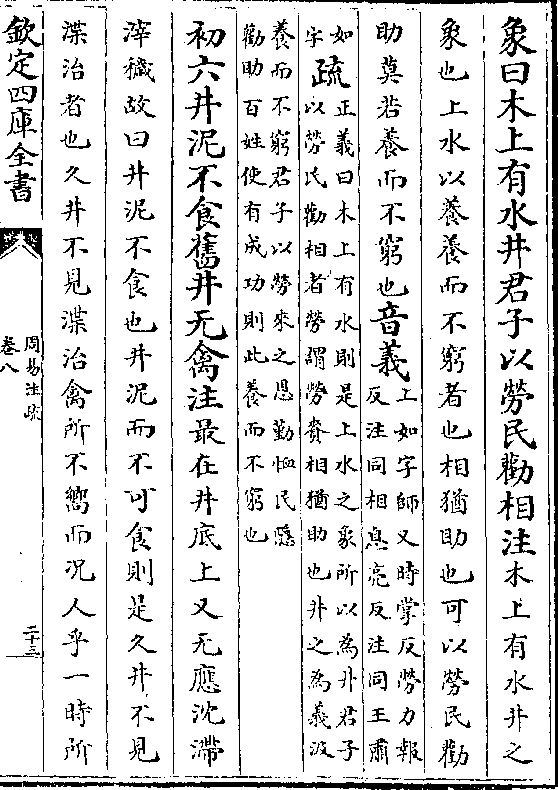 象曰木上有水井君子以勞民勸相注木上有水井之
象也上水以養養而不窮者也相猶助也可以勞民勸
助莫若養而不窮也音義上如字師又時掌反勞力報
反注同相息亮反注同王肅
如字疏正義曰木上有水則是上水之象所以為井君子
以勞民勸相者勞謂勞賚相猶助也井之為義汲
養而不窮君子以勞來之恩勤恤民隱
勸助百姓使有成功則此養而不窮也
初六井泥不食舊井无禽注最在井底上又无應沈滯
滓穢故曰井泥不食也井泥而不可食則是久井不見
渫治者也久井不見渫治禽所不嚮而况人乎一時所
欽定四庫全書
周易注疏
卷八
二十三